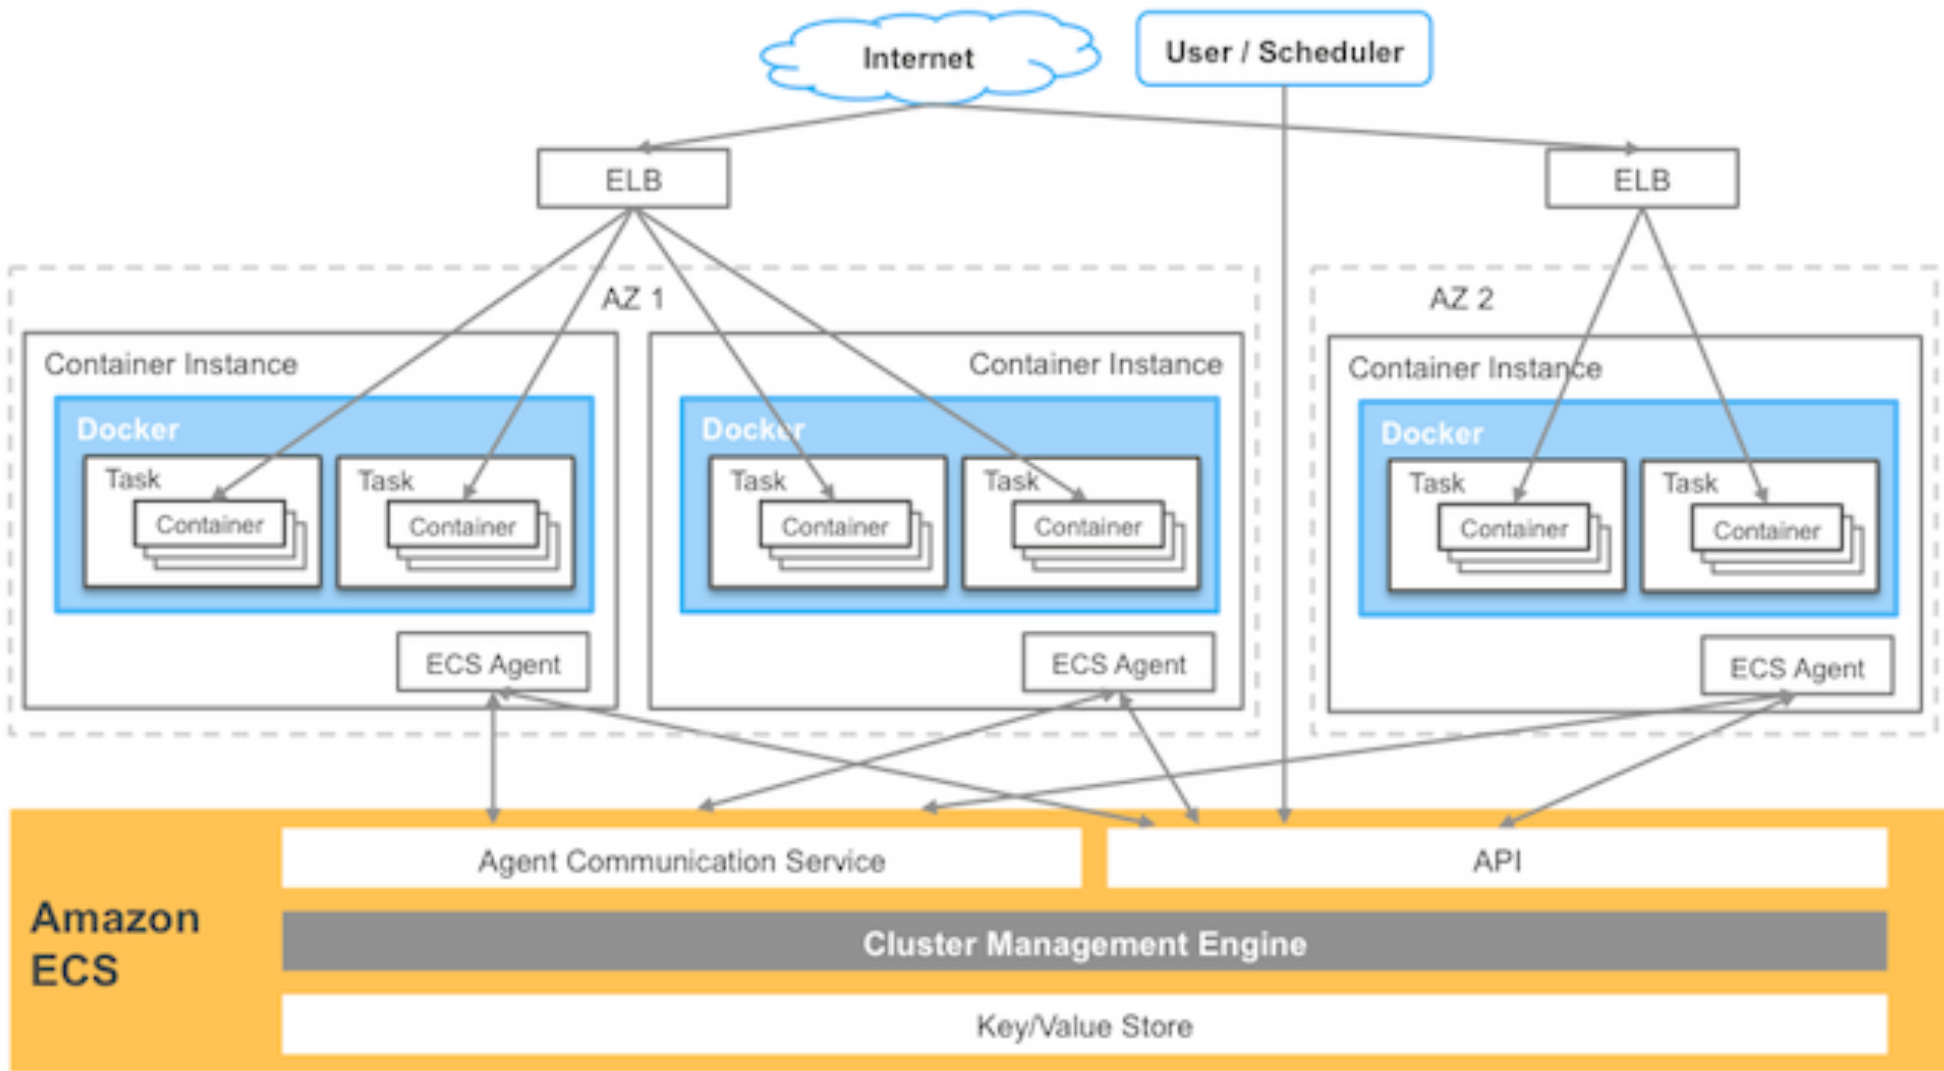 Internet
User / Scheduler
ELB
ELB
AZ 1
AZ 2
Container Instance
Container Instance
Container Instance
Docker
Docker
Docker
Task
Task
Task
Task
Task
Task
Container
Container
Container
Container
Container
Container
ECS Agent
ECS Agent
ECS Agent
Agent Communication Service
API
Amazon
ECS
Cluster Management Engine
Key/Value Store